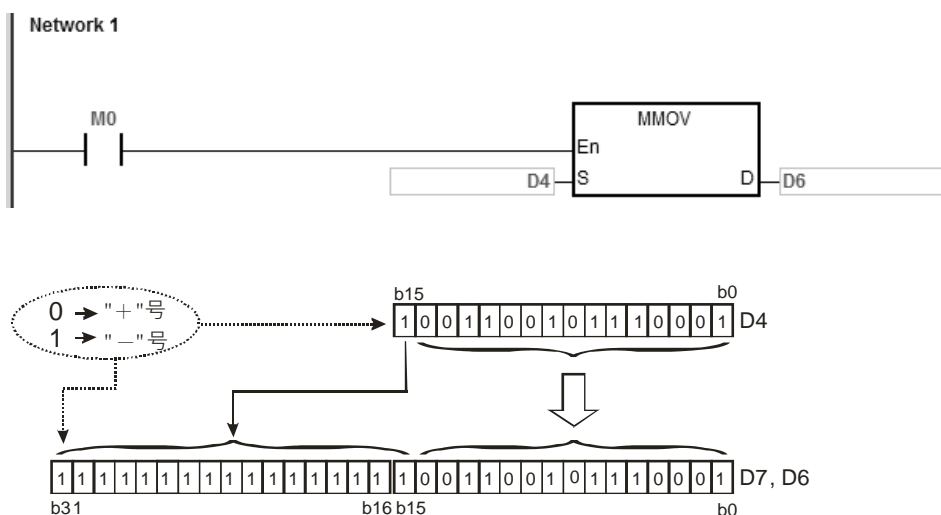 Network 1
M0
MMOV
En
D4 S D D6
0 → "＋"号
1 → "－"号
b15 b0
1 0 0 1 1 0 0 1 0 1 1 1 0 0 0 1 D4
1 1 1 1 1 1 1 1 1 1 1 1 1 1 1 1 1 0 0 1 1 0 0 1 0 1 1 1 0 0 0 1 D7, D6
b31 b16 b15 b0